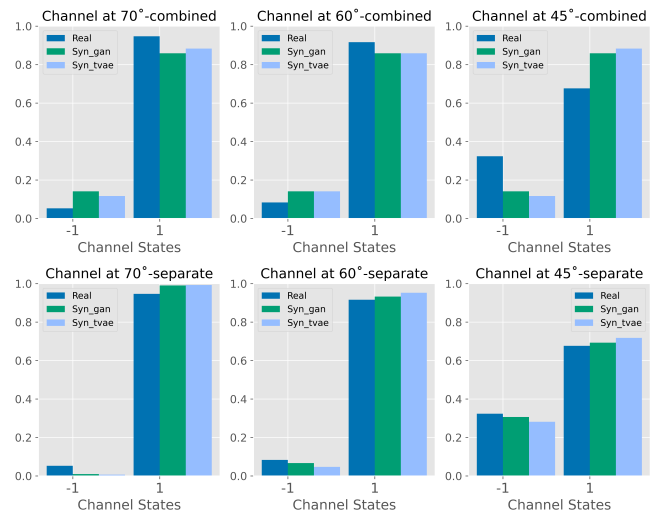 Channel at 70˚-combined
1.0
0.8
0.6
0.4
0.2
0.0
Real
Syn_gan
Syn_tvae
-1
1
Channel States
Channel at 60˚-combined
1.0
0.8
0.6
0.4
0.2
0.0
Real
Syn_gan
Syn_tvae
-1
1
Channel States
Channel at 45˚-combined
1.0
0.8
0.6
0.4
0.2
0.0
Real
Syn_gan
Syn_tvae
-1
1
Channel States
Channel at 70˚-separate
1.0
0.8
0.6
0.4
0.2
0.0
Real
Syn_gan
Syn_tvae
-1
1
Channel States
Channel at 60˚-separate
1.0
0.8
0.6
0.4
0.2
0.0
Real
Syn_gan
Syn_tvae
-1
1
Channel States
Channel at 45˚-separate
1.0
0.8
0.6
0.4
0.2
0.0
Real
Syn_gan
Syn_tvae
-1
1
Channel States